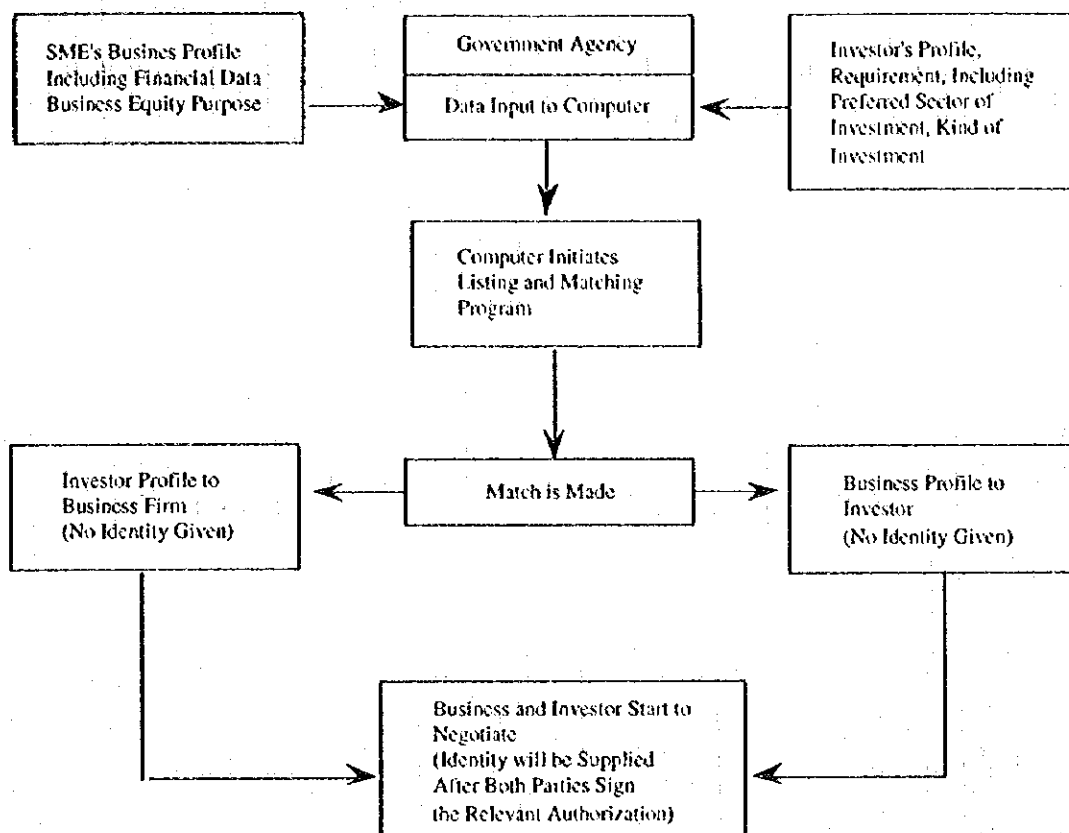 SME's Busines Profile
Including Financial Data
Business Equity Purpose
Government Agency
Data Input to Computer
Investor's Profile,
Requirement, Including
Preferred Sector of
Investment, Kind of
Investment
Computer Initiates
Listing and Matching
Program
Investor Profile to
Business Firm
(No Identity Given)
Match is Made
Business Profile to
Investor
(No Identity Given)
Business and Investor Start to
Negotiate
(Identity will be Supplied
After Both Parties Sign
the Relevant Authorization)